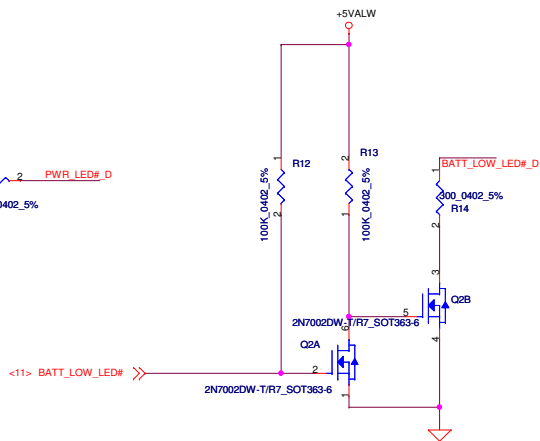 +5VALW
R12
R13
1
2
100K_0402_5%
2
1
100K_0402_5%
2
PWR_LED#_D
0402_5%
BATT_LOW_LED#_D
1
300_0402_5%
R14
2
3
5
Q2B
4
2N7002DW-T/R7_SOT363-6
6
Q2A
<11> BATT_LOW_LED#
2
2N7002DW-T/R7_SOT363-6
1